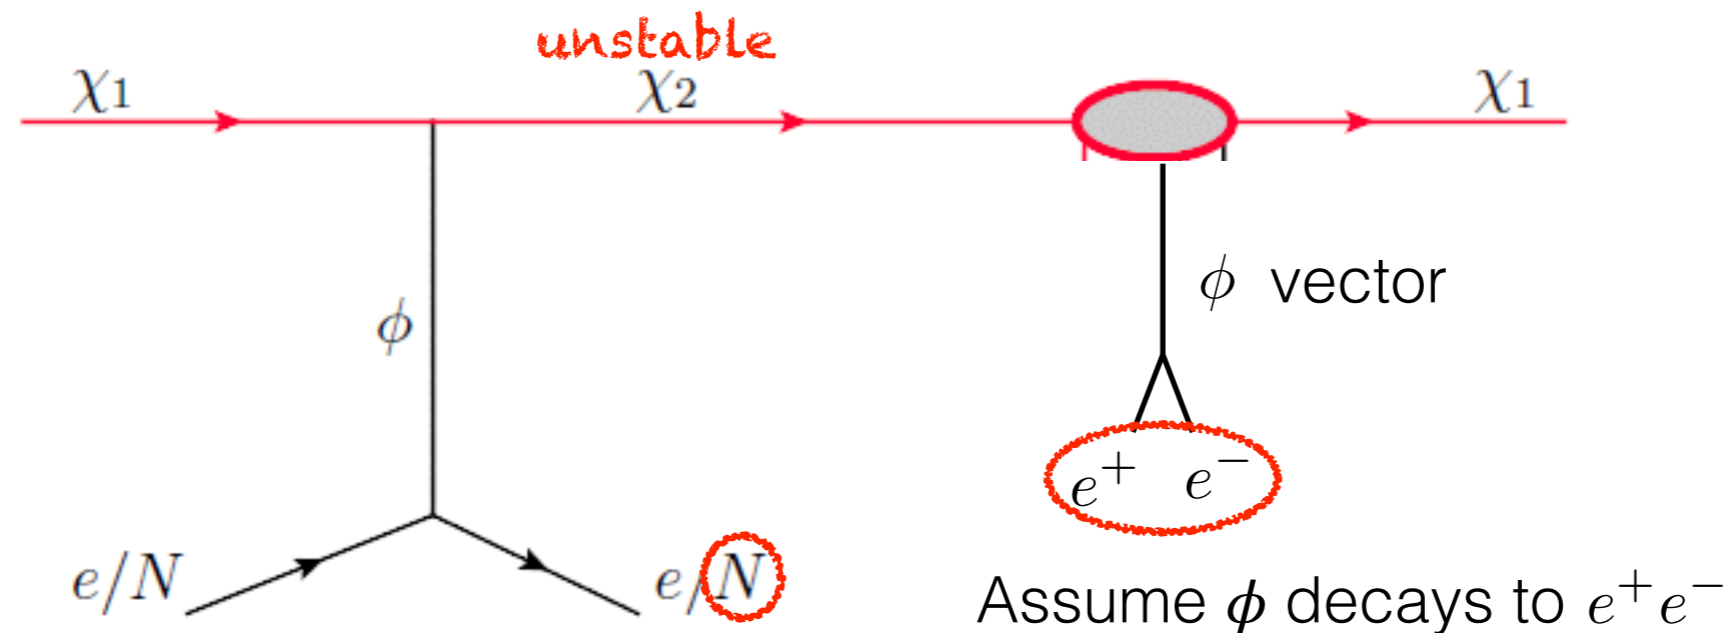 unstable
χ₁ χ₂ χ₁
ϕ ϕ vector
e⁺ e⁻
e/N e/N
Assume ϕ decays to e⁺e⁻